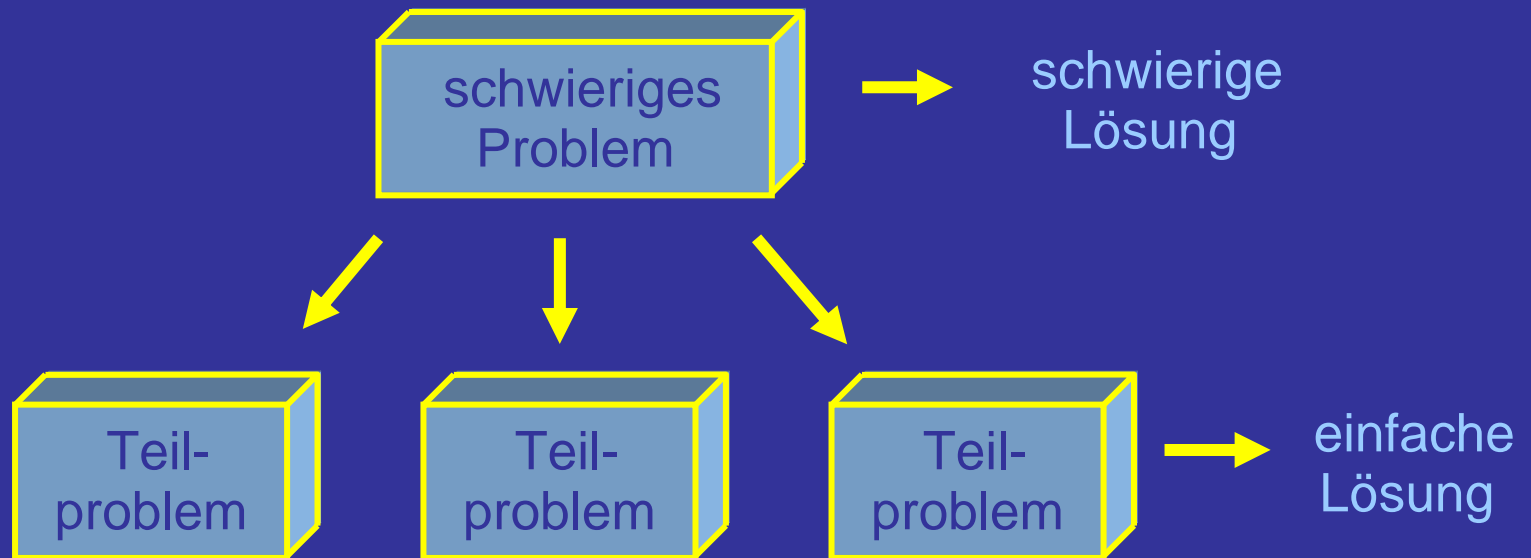 schwieriges
Problem
schwierige
Lösung
Teil-
problem
Teil-
problem
Teil-
problem
einfache
Lösung